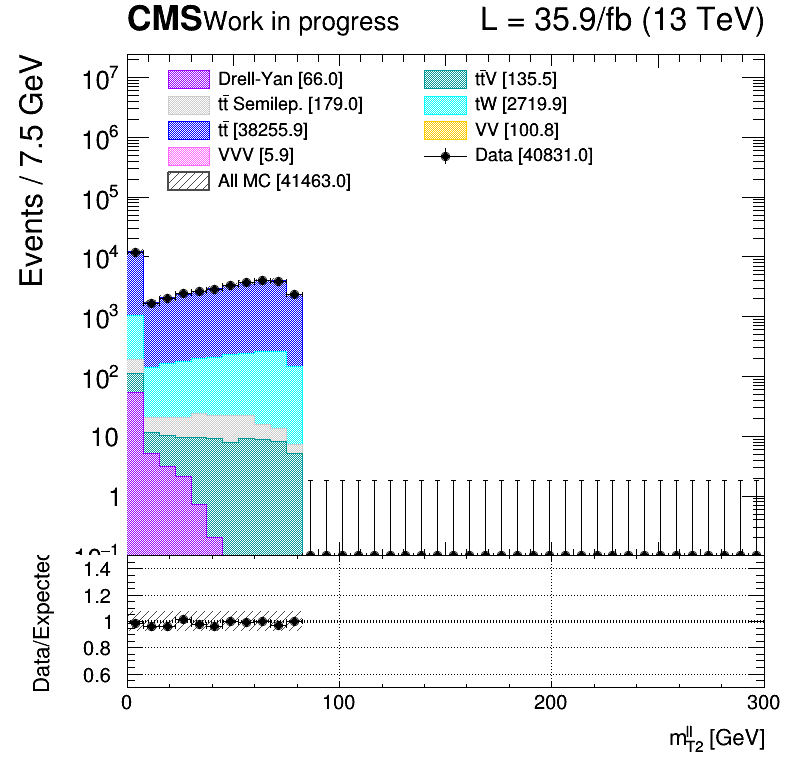 CMS Work in progress L = 35.9/fb (13 TeV)
Events / 7.5 GeV
10⁷
10⁶
10⁵
10⁴
10³
10²
10
1
10⁻¹
Drell-Yan [66.0]
tt̄ Semilep. [179.0]
tt̄ [38255.9]
VVV [5.9]
All MC [41463.0]
tt̄V [135.5]
tW [2719.9]
VV [100.8]
Data [40831.0]
Data/Expected
1.4
1.2
1
0.8
0.6
0 100 200 300
m_T2^ll [GeV]